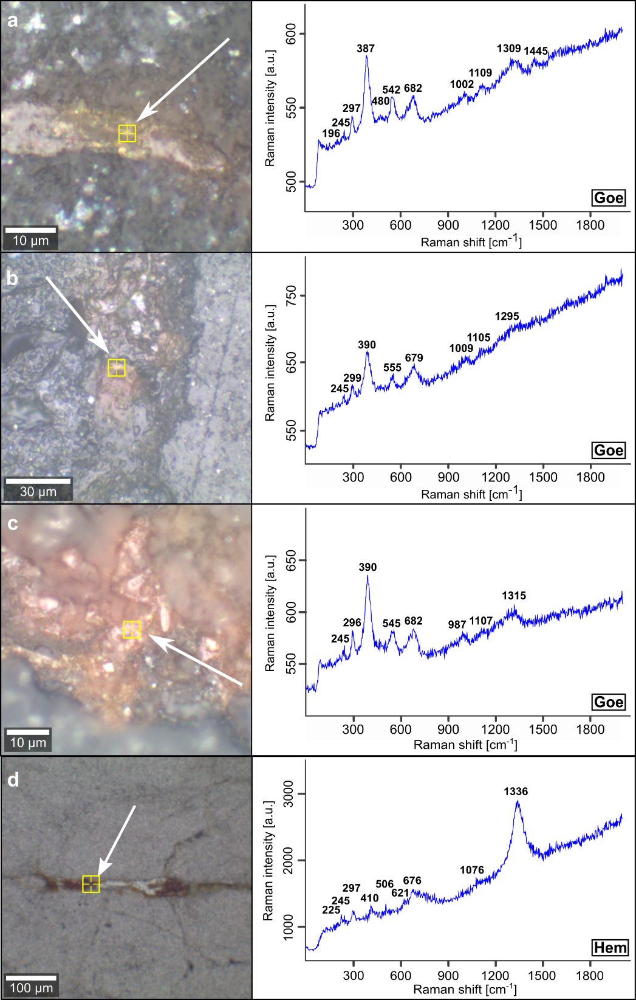 a
10 µm
Raman intensity [a.u.]
600
550
500
196
245
297
387
480
542
682
1002
1109
1309
1445
Goe
300 600 900 1200 1500 1800
Raman shift [cm-1]
b
30 µm
Raman intensity [a.u.]
750
650
550
245
299
390
555
679
1009
1105
1295
Goe
300 600 900 1200 1500 1800
Raman shift [cm-1]
c
10 µm
Raman intensity [a.u.]
650
600
550
245
296
390
545
682
987
1107
1315
Goe
300 600 900 1200 1500 1800
Raman shift [cm-1]
d
100 µm
Raman intensity [a.u.]
3000
2000
1000
225
245
297
410
506
621
676
1076
1336
Hem
300 600 900 1200 1500 1800
Raman shift [cm-1]